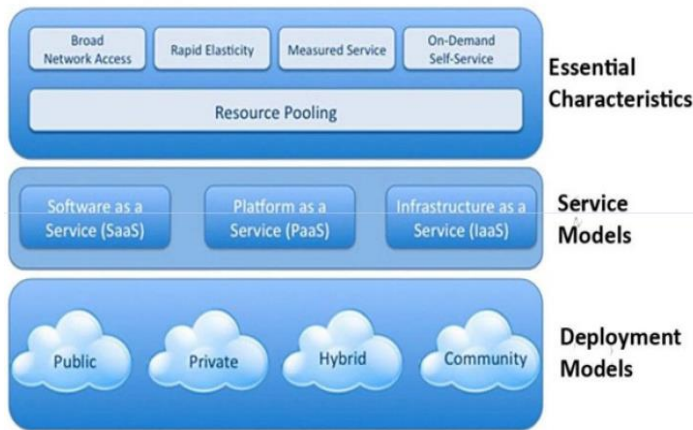 Broad
Network Access
Rapid Elasticity
Measured Service
On-Demand
Self-Service
Resource Pooling
Essential
Characteristics
Software as a
Service (SaaS)
Platform as a
Service (PaaS)
Infrastructure as a
Service (IaaS)
Service
Models
Public
Private
Hybrid
Community
Deployment
Models